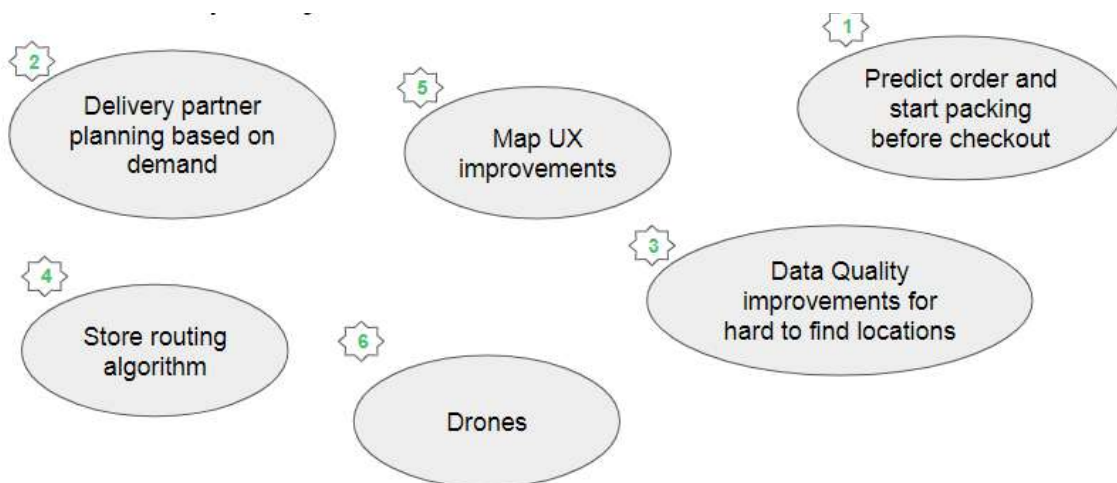 2
Delivery partner
planning based on
demand
5
Map UX
improvements
1
Predict order and
start packing
before checkout
4
Store routing
algorithm
6
Drones
3
Data Quality
improvements for
hard to find locations